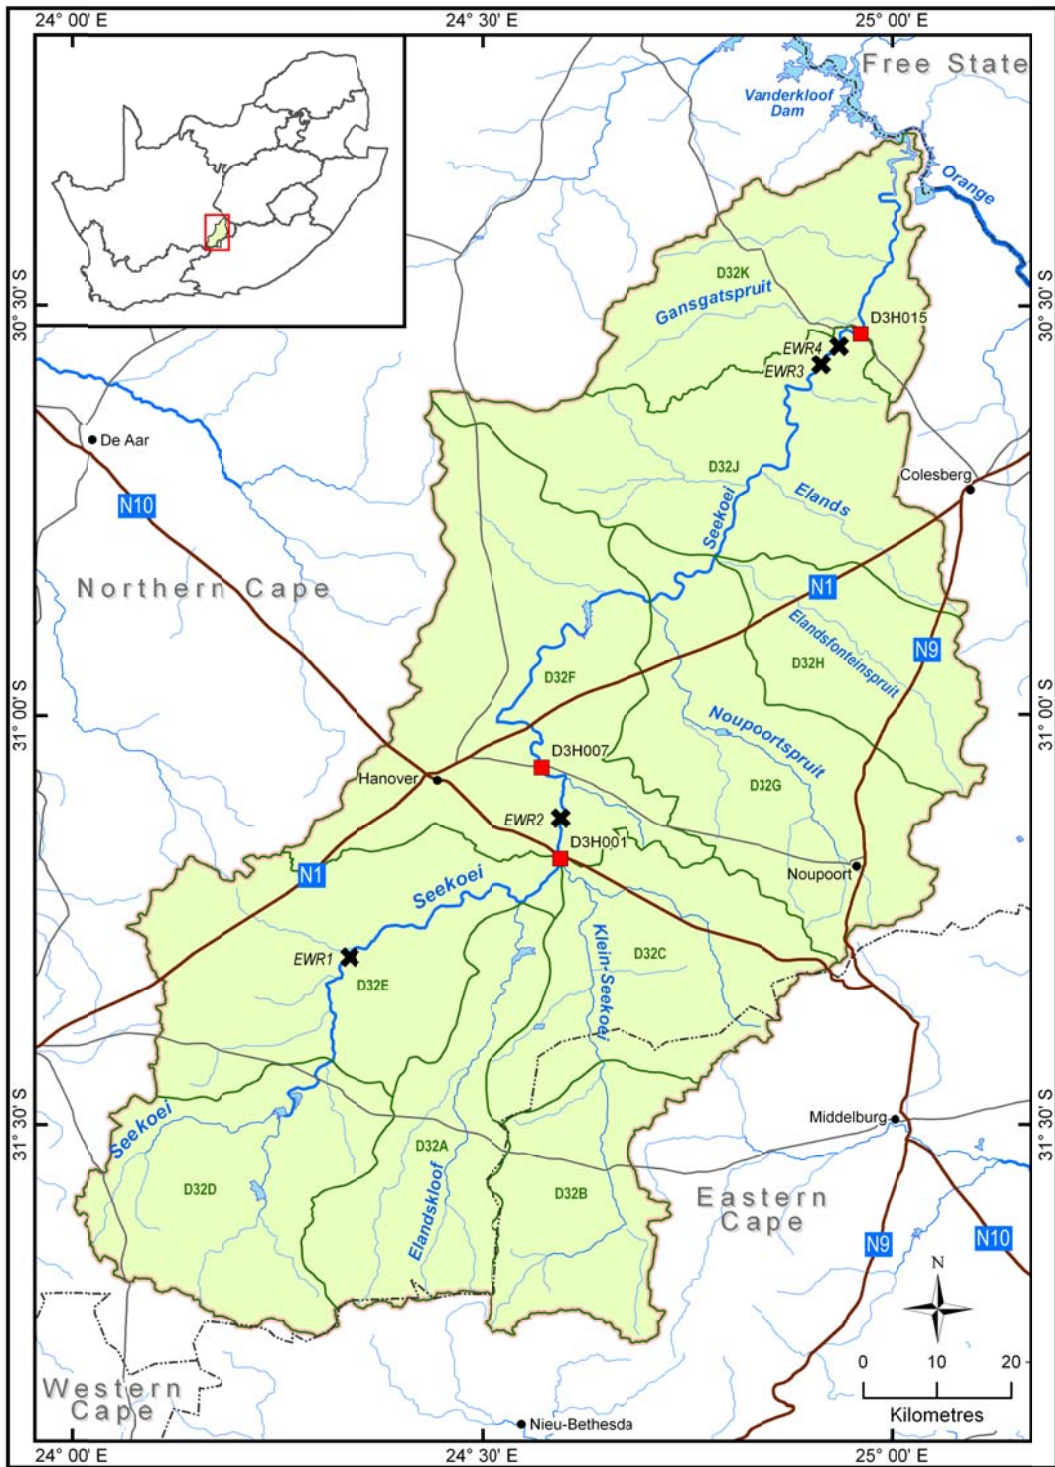 24° 00' E
24° 30' E
25° 00' E
Free State
Vanderkloof
Dam
Orange
D32K
Gansgatspruit
30° 30' S
30° 30' S
D3H015
EWR4
EWR3
De Aar
D32J
Colesberg
Elands
Seekoei
N10
Northern Cape
N1
Elandsfonteinspruit
N9
D32H
D32F
31° 00' S
31° 00' S
Noupoortspruit
D3H007
Hanover
D32G
EWR2
D3H001
N1
Noupoort
Seekoei
Klein-Seekoei
D32C
EWR1
D32E
31° 30' S
31° 30' S
Seekoei
Middelburg
D32A
D32D
D32B
Elandskloof
Eastern
Cape
N9
N10
N
0 10 20
Kilometres
Western
Cape
Nieu-Bethesda
24° 00' E
24° 30' E
25° 00' E